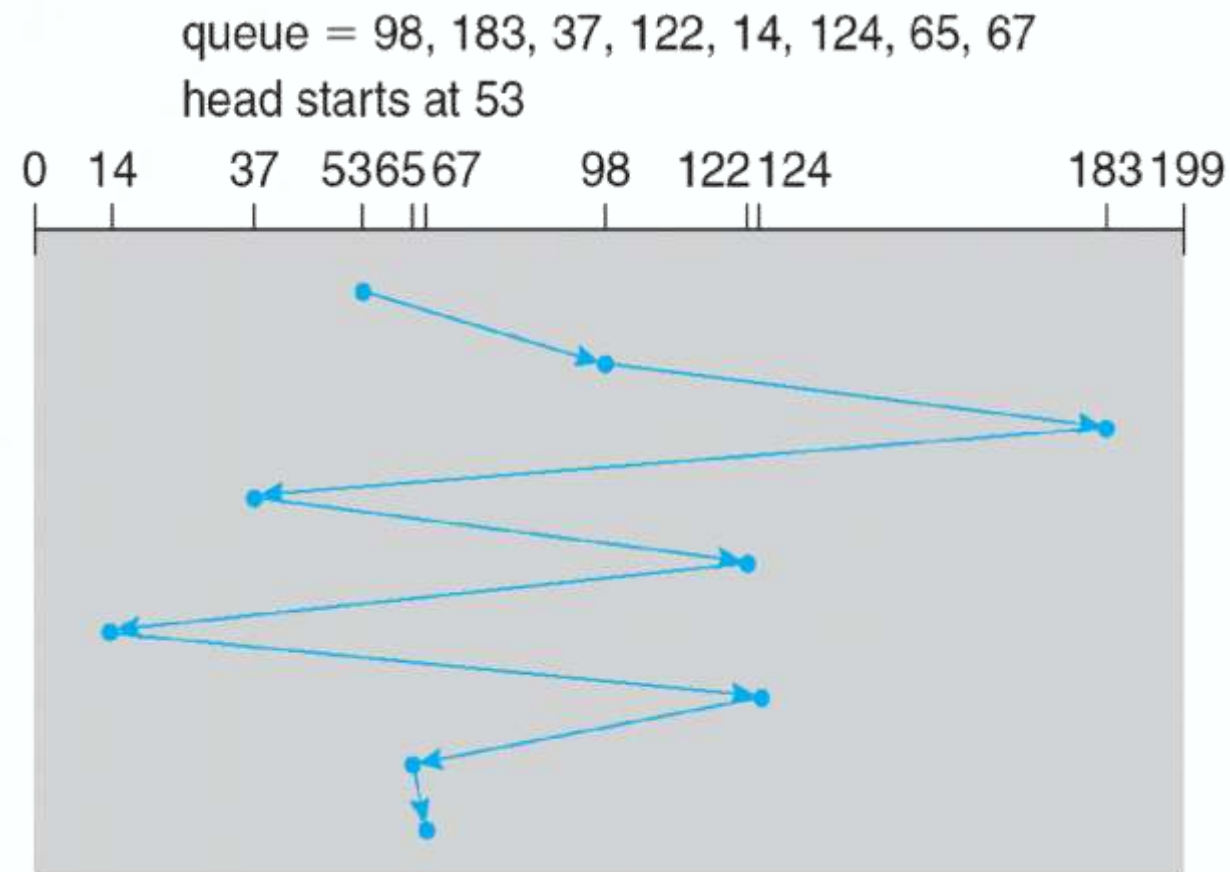 queue = 98, 183, 37, 122, 14, 124, 65, 67
head starts at 53
0 14 37 53 65 67 98 122 124 183 199